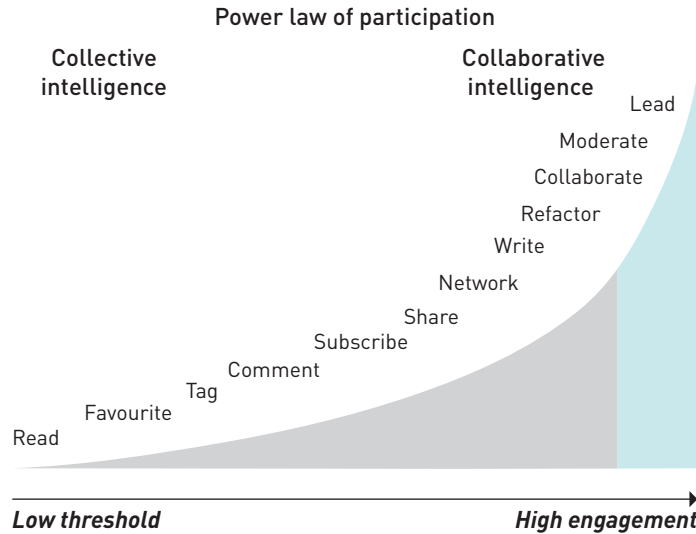 Power law of participation
Collective
intelligence
Collaborative
intelligence
Lead
Moderate
Collaborate
Refactor
Write
Network
Share
Subscribe
Comment
Tag
Favourite
Read
Low threshold
High engagement